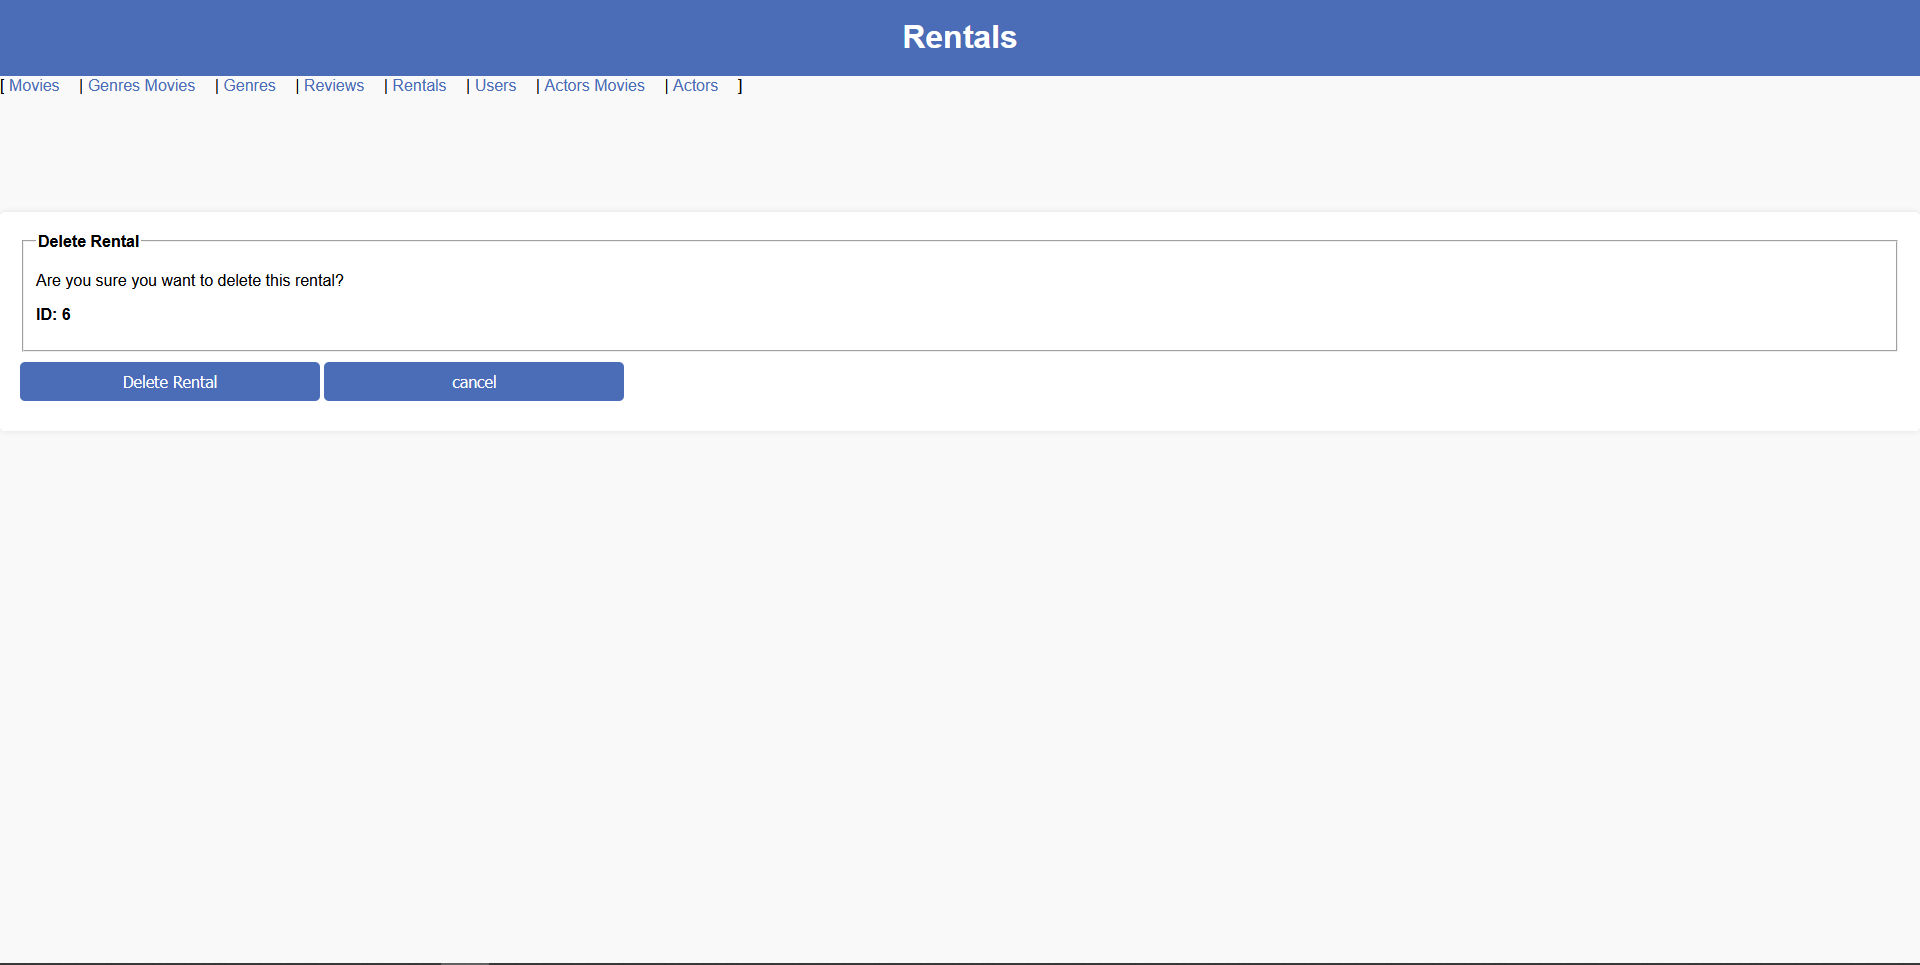 Rentals
[ Movies | Genres Movies | Genres | Reviews | Rentals | Users | Actors Movies | Actors ]
Delete Rental
Are you sure you want to delete this rental?
ID: 6
Delete Rental cancel